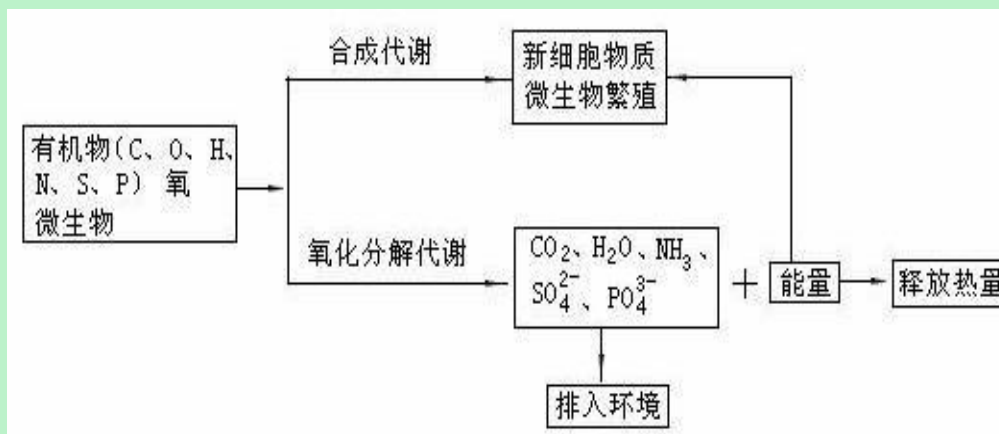 合成代谢
新细胞物质
微生物繁殖
有机物(C、O、H、
N、S、P) 氧
微生物
氧化分解代谢
CO₂、H₂O、NH₃、
SO₄²⁻、PO₄³⁻
+
能量
释放热量
排入环境